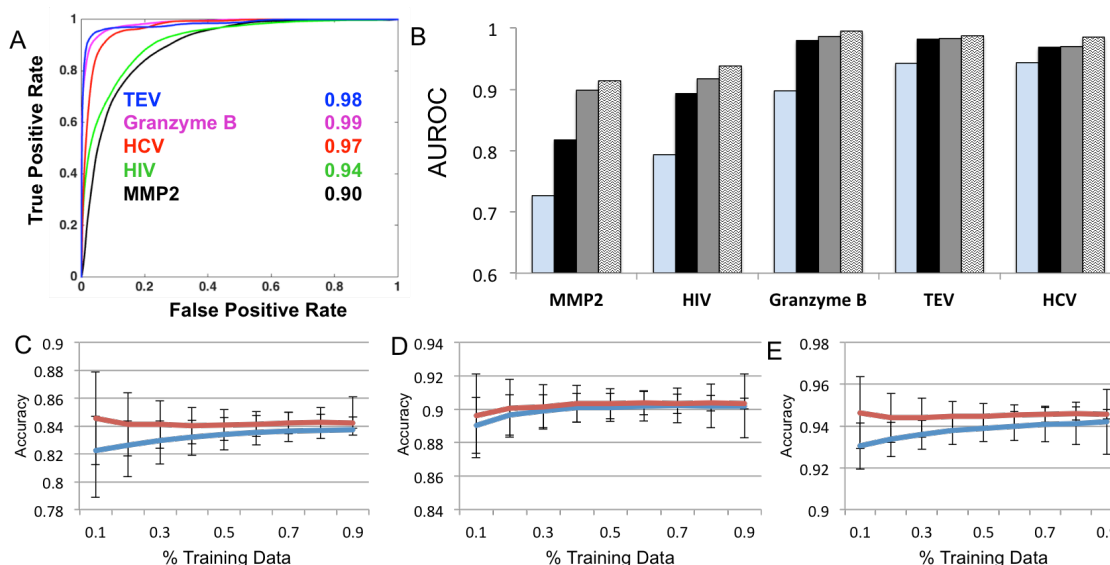 A
True Positive Rate
1
0.8
0.6
0.4
0.2
0
0
0.2
0.4
0.6
0.8
1
False Positive Rate
TEV 0.98
Granzyme B 0.99
HCV 0.97
HIV 0.94
MMP2 0.90
B
AUROC
1
0.9
0.8
0.7
0.6
MMP2 HIV Granzyme B TEV HCV
C
Accuracy
0.9
0.88
0.86
0.84
0.82
0.8
0.78
0.1 0.3 0.5 0.7 0.9
% Training Data
D
Accuracy
0.94
0.92
0.9
0.88
0.86
0.84
0.1 0.3 0.5 0.7 0.9
% Training Data
E
Accuracy
0.98
0.96
0.94
0.92
0.9
0.1 0.3 0.5 0.7 0.9
% Training Data